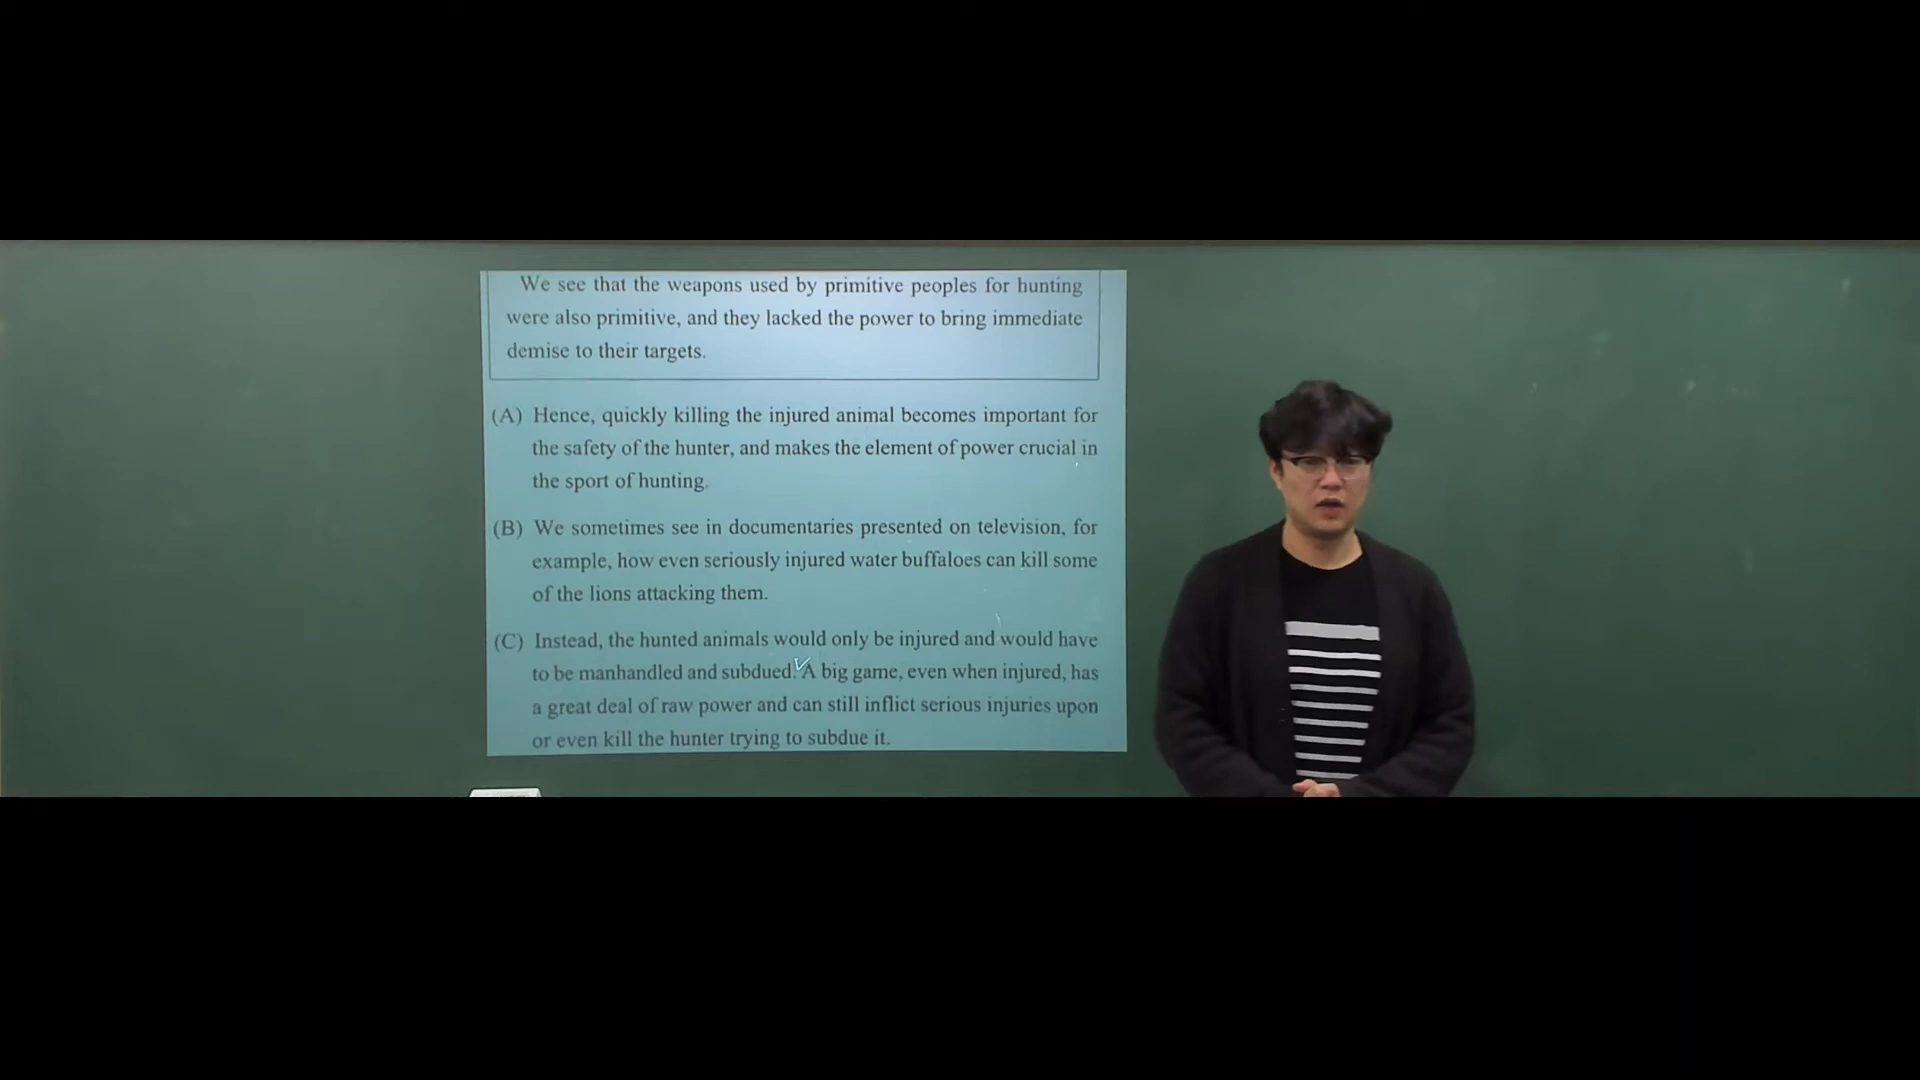 We see that the weapons used by primitive peoples for hunting
were also primitive, and they lacked the power to bring immediate
demise to their targets.
(A) Hence, quickly killing the injured animal becomes important for
the safety of the hunter, and makes the element of power crucial in
the sport of hunting.
(B) We sometimes see in documentaries presented on television, for
example, how even seriously injured water buffaloes can kill some
of the lions attacking them.
(C) Instead, the hunted animals would only be injured and would have
to be manhandled and subdued. A big game, even when injured, has
a great deal of raw power and can still inflict serious injuries upon
or even kill the hunter trying to subdue it.